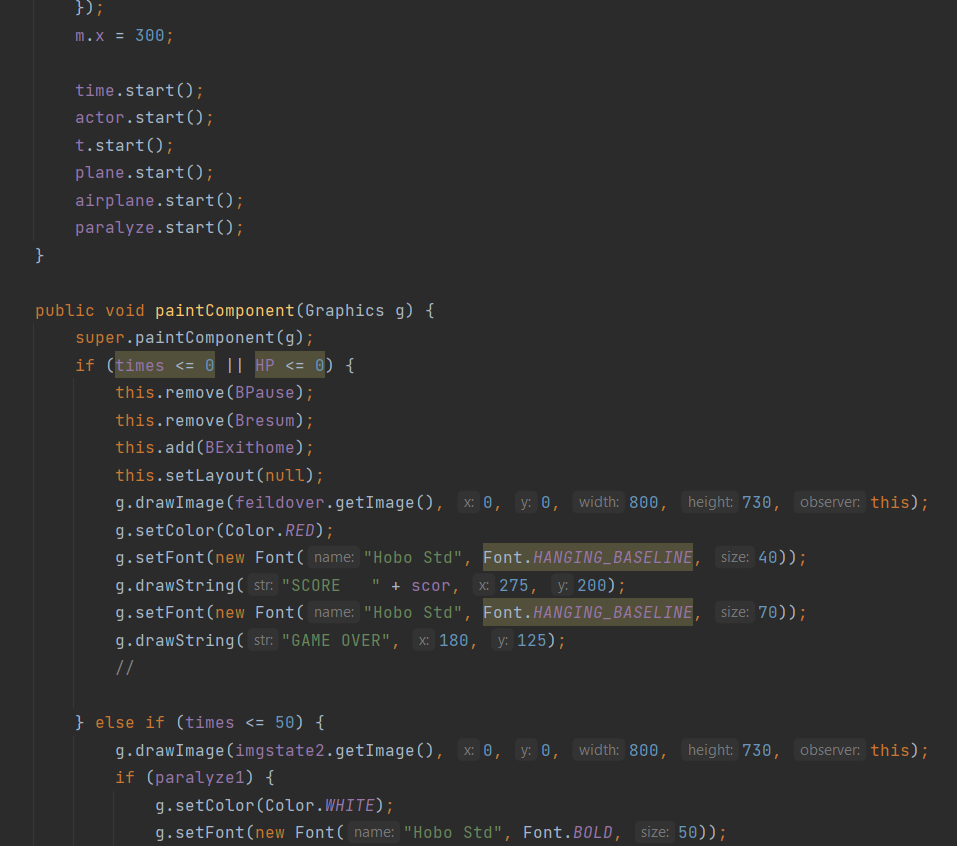 });
m.x = 300;
time.start();
actor.start();
t.start();
plane.start();
airplane.start();
paralyze.start();
}
public void paintComponent(Graphics g) {
super.paintComponent(g);
if (times <= 0 || HP <= 0) {
this.remove(BPause);
this.remove(Bresum);
this.add(BExithome);
this.setLayout(null);
g.drawImage(feildover.getImage(), x: 0, y: 0, width: 800, height: 730, observer: this);
g.setColor(Color.RED);
g.setFont(new Font( name: "Hobo Std", Font.HANGING_BASELINE, size: 40));
g.drawString( str: "SCORE   " + scor, x: 275, y: 200);
g.setFont(new Font( name: "Hobo Std", Font.HANGING_BASELINE, size: 70));
g.drawString( str: "GAME OVER", x: 180, y: 125);
//
} else if (times <= 50) {
g.drawImage(imgstate2.getImage(), x: 0, y: 0, width: 800, height: 730, observer: this);
if (paralyze1) {
g.setColor(Color.WHITE);
g.setFont(new Font( name: "Hobo Std", Font.BOLD, size: 50));